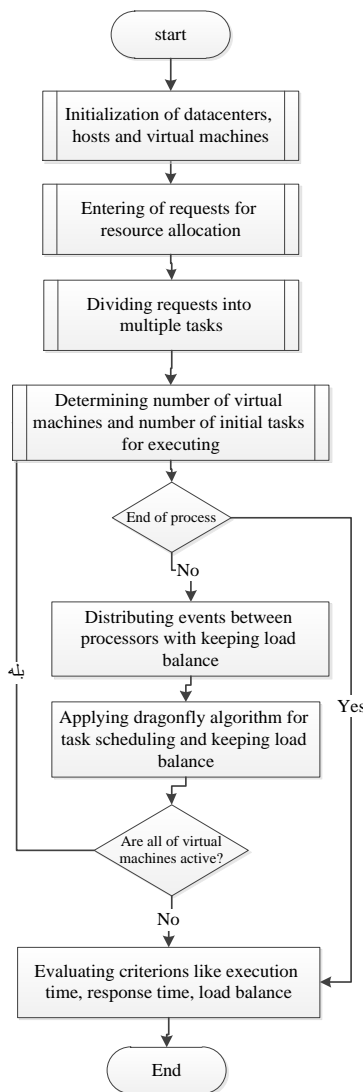 start
Initialization of datacenters,
hosts and virtual machines
Entering of requests for
resource allocation
Dividing requests into
multiple tasks
Determining number of virtual
machines and number of initial tasks
for executing
End of process
No
Distributing events between
processors with keeping load
balance
بله
Yes
Applying dragonfly algorithm for
task scheduling and keeping load
balance
Are all of virtual
machines active?
No
Evaluating criterions like execution
time, response time, load balance
End